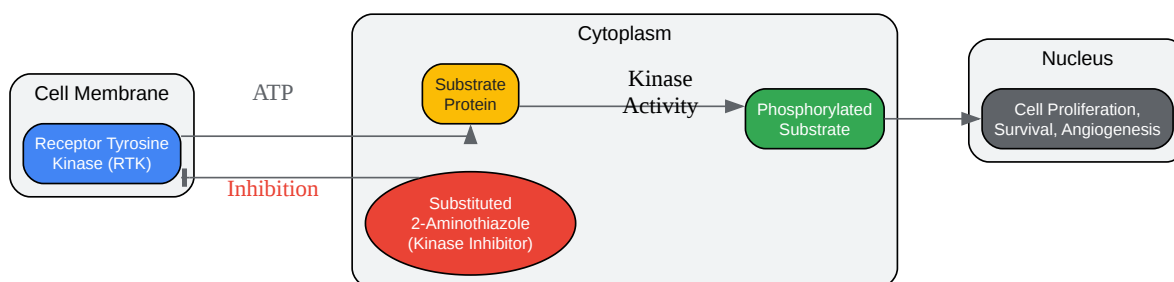 Cell Membrane
Receptor Tyrosine
Kinase (RTK)
ATP
Inhibition
Cytoplasm
Substrate
Protein
Kinase
Activity
Phosphorylated
Substrate
Substituted
2-Aminothiazole
(Kinase Inhibitor)
Nucleus
Cell Proliferation,
Survival, Angiogenesis